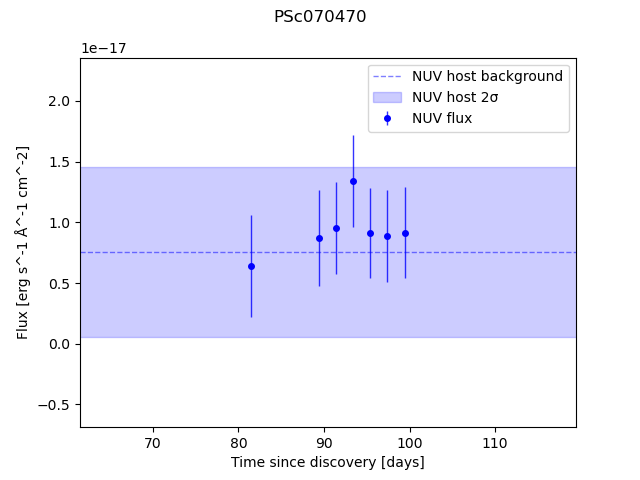 PSc070470
1e−17
NUV host background
NUV host 2σ
NUV flux
2.0
1.5
1.0
0.5
0.0
−0.5
Flux [erg s^-1 Å^-1 cm^-2]
70
80
90
100
110
Time since discovery [days]